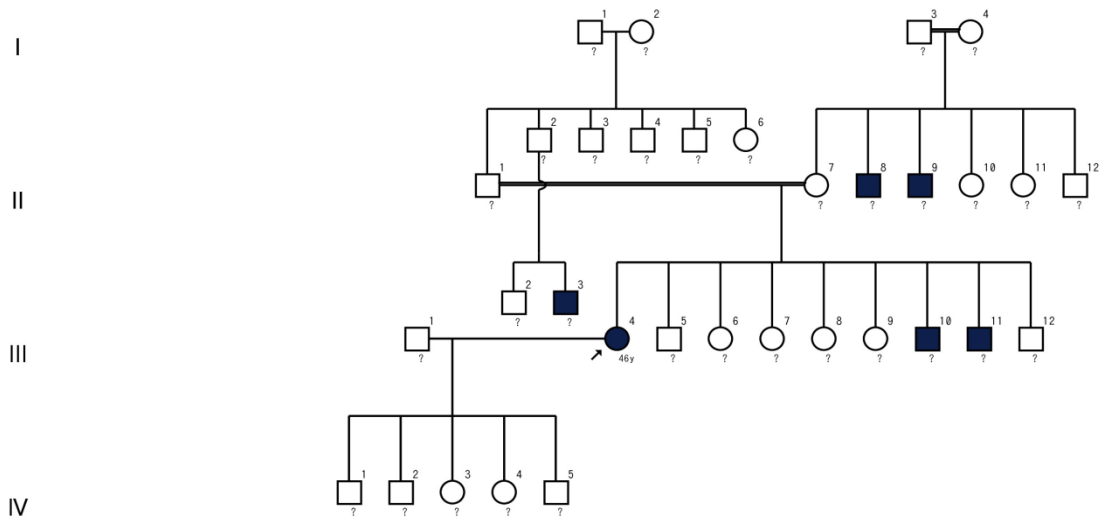 I 1 2 3 4
? ? ? ?
2 3 4 5 6
? ? ? ? ?
II 1 7 8 9 10 11 12
? ? ? ? ? ? ?
2 3
? ?
III 1 4 5 6 7 8 9 10 11 12
? 46y ? ? ? ? ? ? ? ?
1 2 3 4 5
IV
? ? ? ? ?